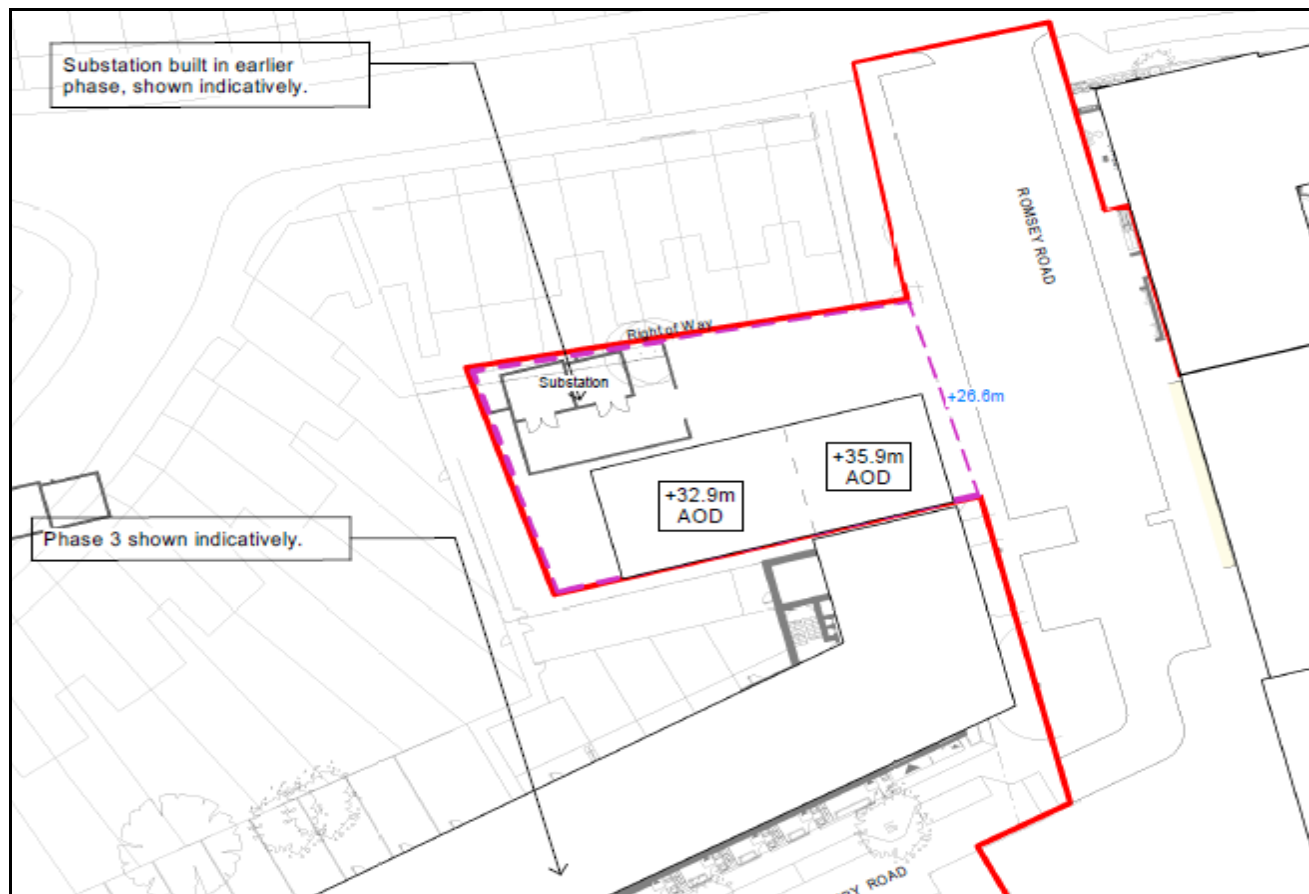 Substation built in earlier
phase, shown indicatively.
ROMSEY ROAD
Right of Way
Substation
+26.6m
+35.9m
AOD
+32.9m
AOD
Phase 3 shown indicatively.
ROAD